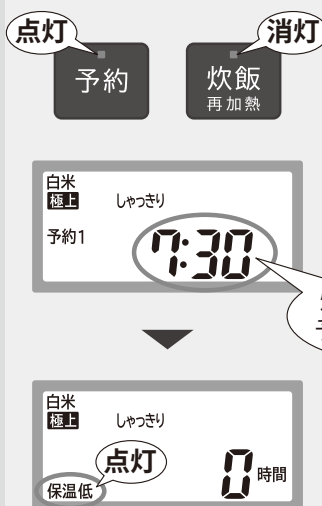 点灯
消灯
予約
炊飯
再加熱
白米
極上
しゃっきり
予約1
7:30
白米
極上
しゃっきり
点灯
保温低
0時間